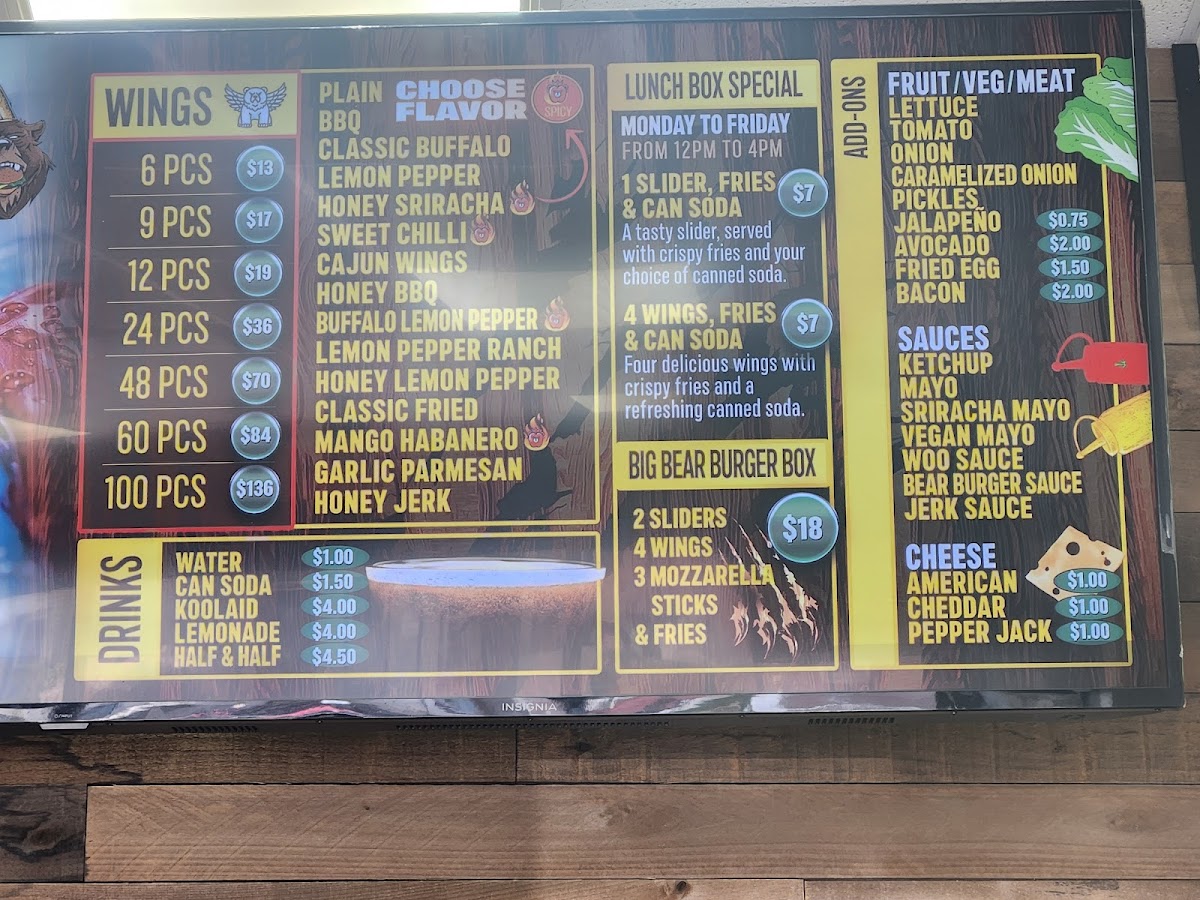 WINGS
6 PCS $13
9 PCS $17
12 PCS $19
24 PCS $36
48 PCS $70
60 PCS $84
100 PCS $136
CHOOSE
FLAVOR
SPICY
PLAIN
BBQ
CLASSIC BUFFALO
LEMON PEPPER
HONEY SRIRACHA
SWEET CHILLI
CAJUN WINGS
HONEY BBQ
BUFFALO LEMON PEPPER
LEMON PEPPER RANCH
HONEY LEMON PEPPER
CLASSIC FRIED
MANGO HABANERO
GARLIC PARMESAN
HONEY JERK
DRINKS
WATER $1.00
CAN SODA $1.50
KOOLAID $4.00
LEMONADE $4.00
HALF & HALF $4.50
LUNCH BOX SPECIAL
MONDAY TO FRIDAY
FROM 12PM TO 4PM
1 SLIDER, FRIES $7
& CAN SODA
A tasty slider, served
with crispy fries and your
choice of canned soda.
4 WINGS, FRIES $7
& CAN SODA
Four delicious wings with
crispy fries and a
refreshing canned soda.
BIG BEAR BURGER BOX
2 SLIDERS $18
4 WINGS
3 MOZZARELLA
STICKS
& FRIES
ADD-ONS
FRUIT/VEG/MEAT
LETTUCE
TOMATO
ONION
CARAMELIZED ONION
PICKLES
JALAPEÑO $0.75
AVOCADO $2.00
FRIED EGG $1.50
BACON $2.00
SAUCES
KETCHUP
MAYO
SRIRACHA MAYO
VEGAN MAYO
WOO SAUCE
BEAR BURGER SAUCE
JERK SAUCE
CHEESE
AMERICAN $1.00
CHEDDAR $1.00
PEPPER JACK $1.00
INSIGNIA